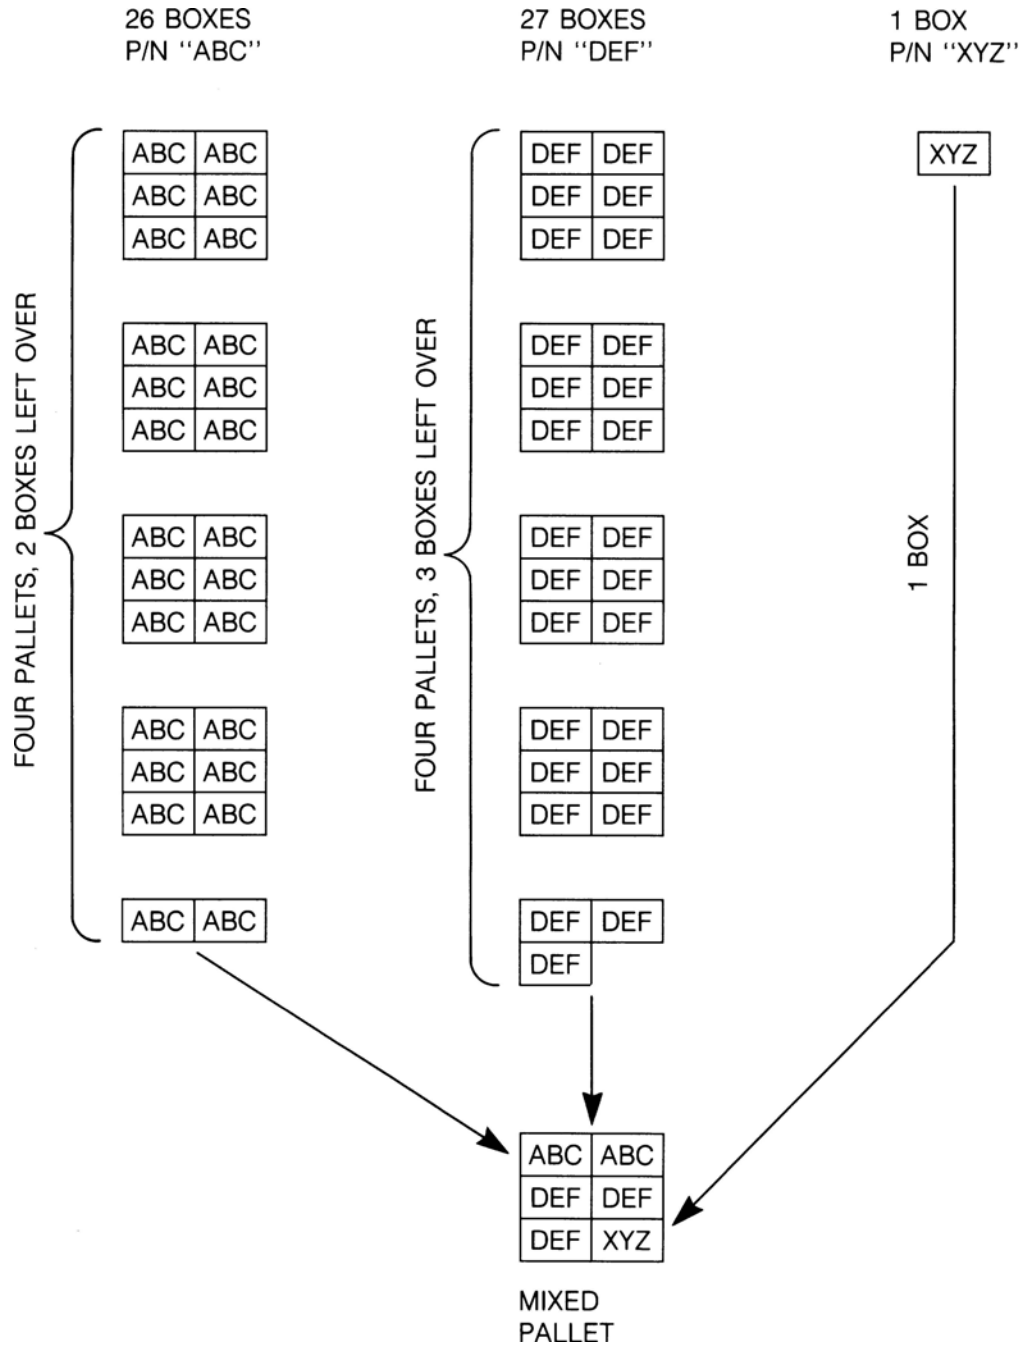 26 BOXES
P/N "ABC"
27 BOXES
P/N "DEF"
1 BOX
P/N "XYZ"
FOUR PALLETS, 2 BOXES LEFT OVER
ABC ABC
ABC ABC
ABC ABC
ABC ABC
ABC ABC
ABC ABC
ABC ABC
ABC ABC
ABC ABC
ABC ABC
ABC ABC
ABC ABC
ABC ABC
FOUR PALLETS, 3 BOXES LEFT OVER
DEF DEF
DEF DEF
DEF DEF
DEF DEF
DEF DEF
DEF DEF
DEF DEF
DEF DEF
DEF DEF
DEF DEF
DEF DEF
DEF DEF
DEF DEF
DEF
XYZ
1 BOX
ABC ABC
DEF DEF
DEF XYZ
MIXED
PALLET